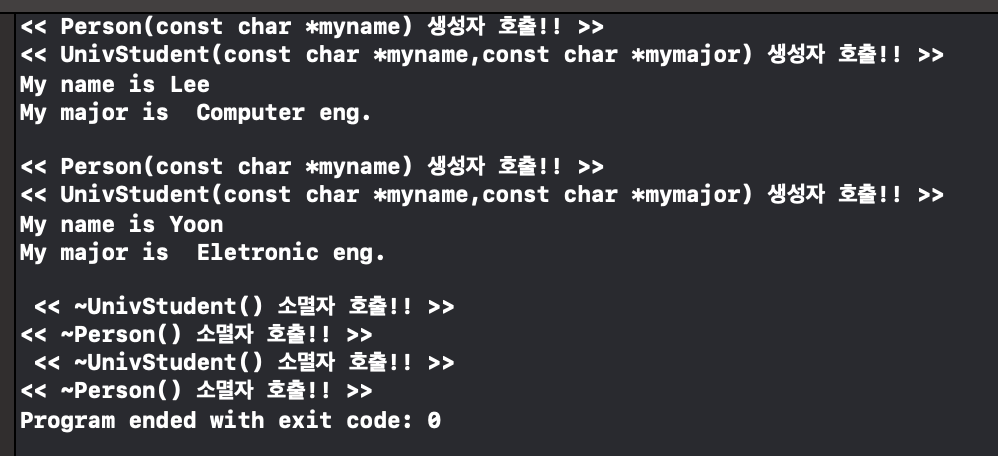 << Person(const char *myname) 생성자 호출!! >>
<< UnivStudent(const char *myname,const char *mymajor) 생성자 호출!! >>
My name is Lee
My major is  Computer eng.
<< Person(const char *myname) 생성자 호출!! >>
<< UnivStudent(const char *myname,const char *mymajor) 생성자 호출!! >>
My name is Yoon
My major is  Eletronic eng.
 << ~UnivStudent() 소멸자 호출!! >>
<< ~Person() 소멸자 호출!! >>
 << ~UnivStudent() 소멸자 호출!! >>
<< ~Person() 소멸자 호출!! >>
Program ended with exit code: 0